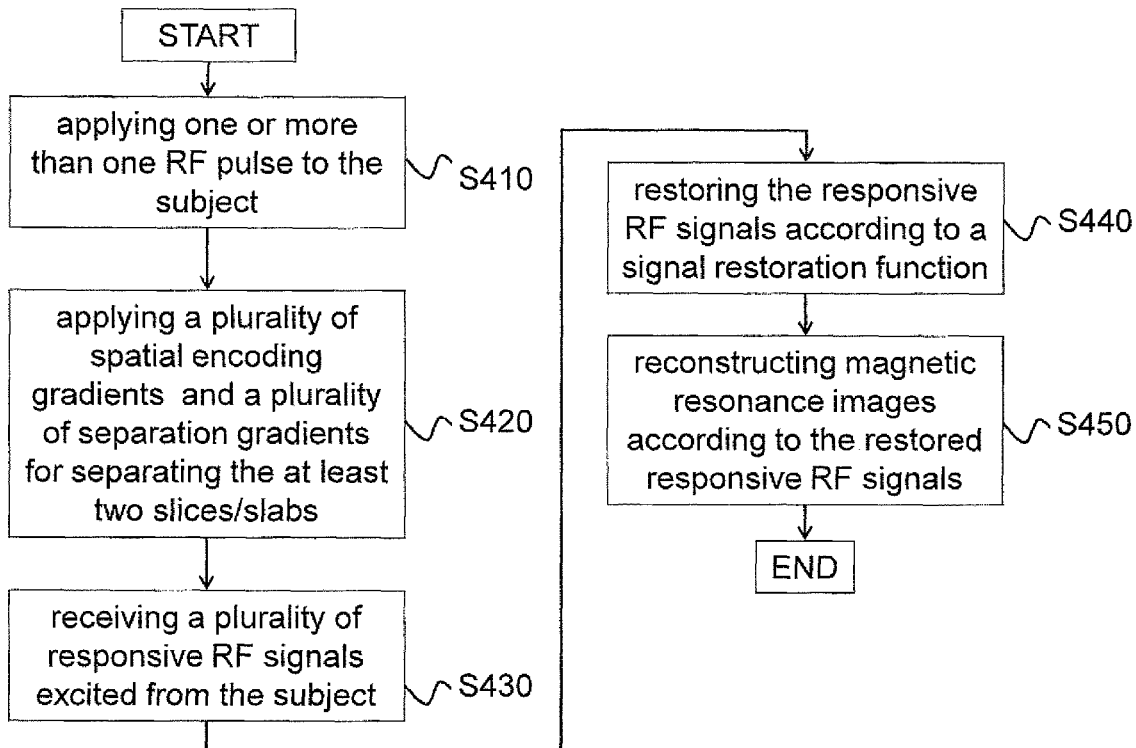 START
applying one or more
than one RF pulse to the
subject
S410
applying a plurality of
spatial encoding
gradients and a plurality
of separation gradients
for separating the at least
two slices/slabs
S420
receiving a plurality of
responsive RF signals
excited from the subject
S430
restoring the responsive
RF signals according to a
signal restoration function
S440
reconstructing magnetic
resonance images
according to the restored
responsive RF signals
S450
END